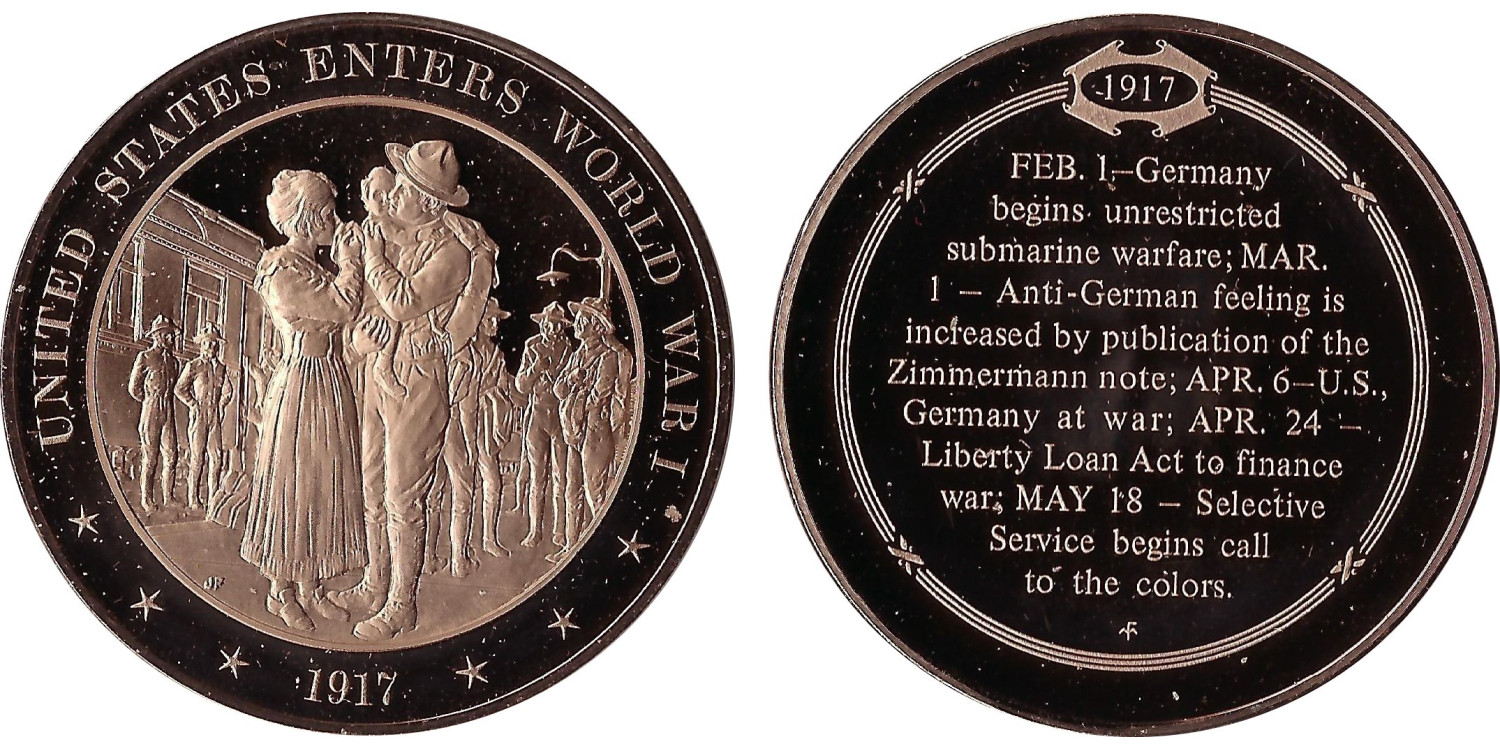 UNITED STATES ENTERS WORLD WAR I
1917
JF
1917
FEB. 1–Germany
begins unrestricted
submarine warfare; MAR.
1 – Anti-German feeling is
increased by publication of the
Zimmermann note; APR. 6–U.S.,
Germany at war; APR. 24 –
Liberty Loan Act to finance
war; MAY 18 – Selective
Service begins call
to the colors.